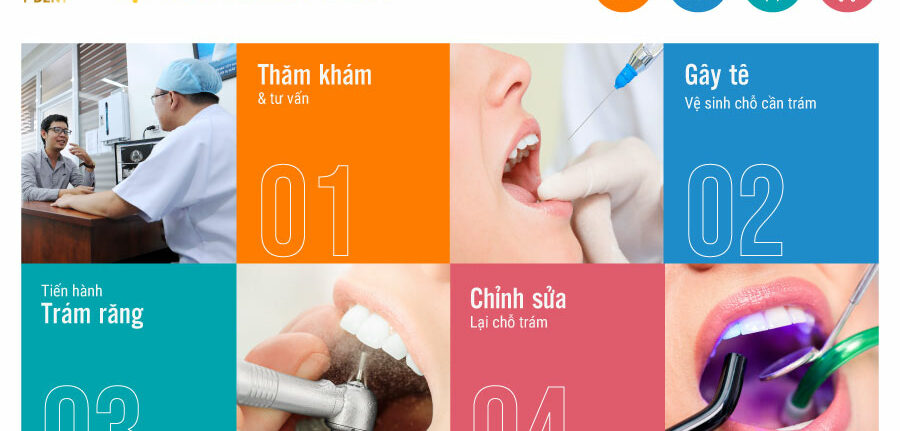 Thăm khám
& tư vấn
01
Gây tê
Vệ sinh chỗ cần trám
02
Tiến hành
Trám răng
03
Chỉnh sửa
Lại chỗ trám
04